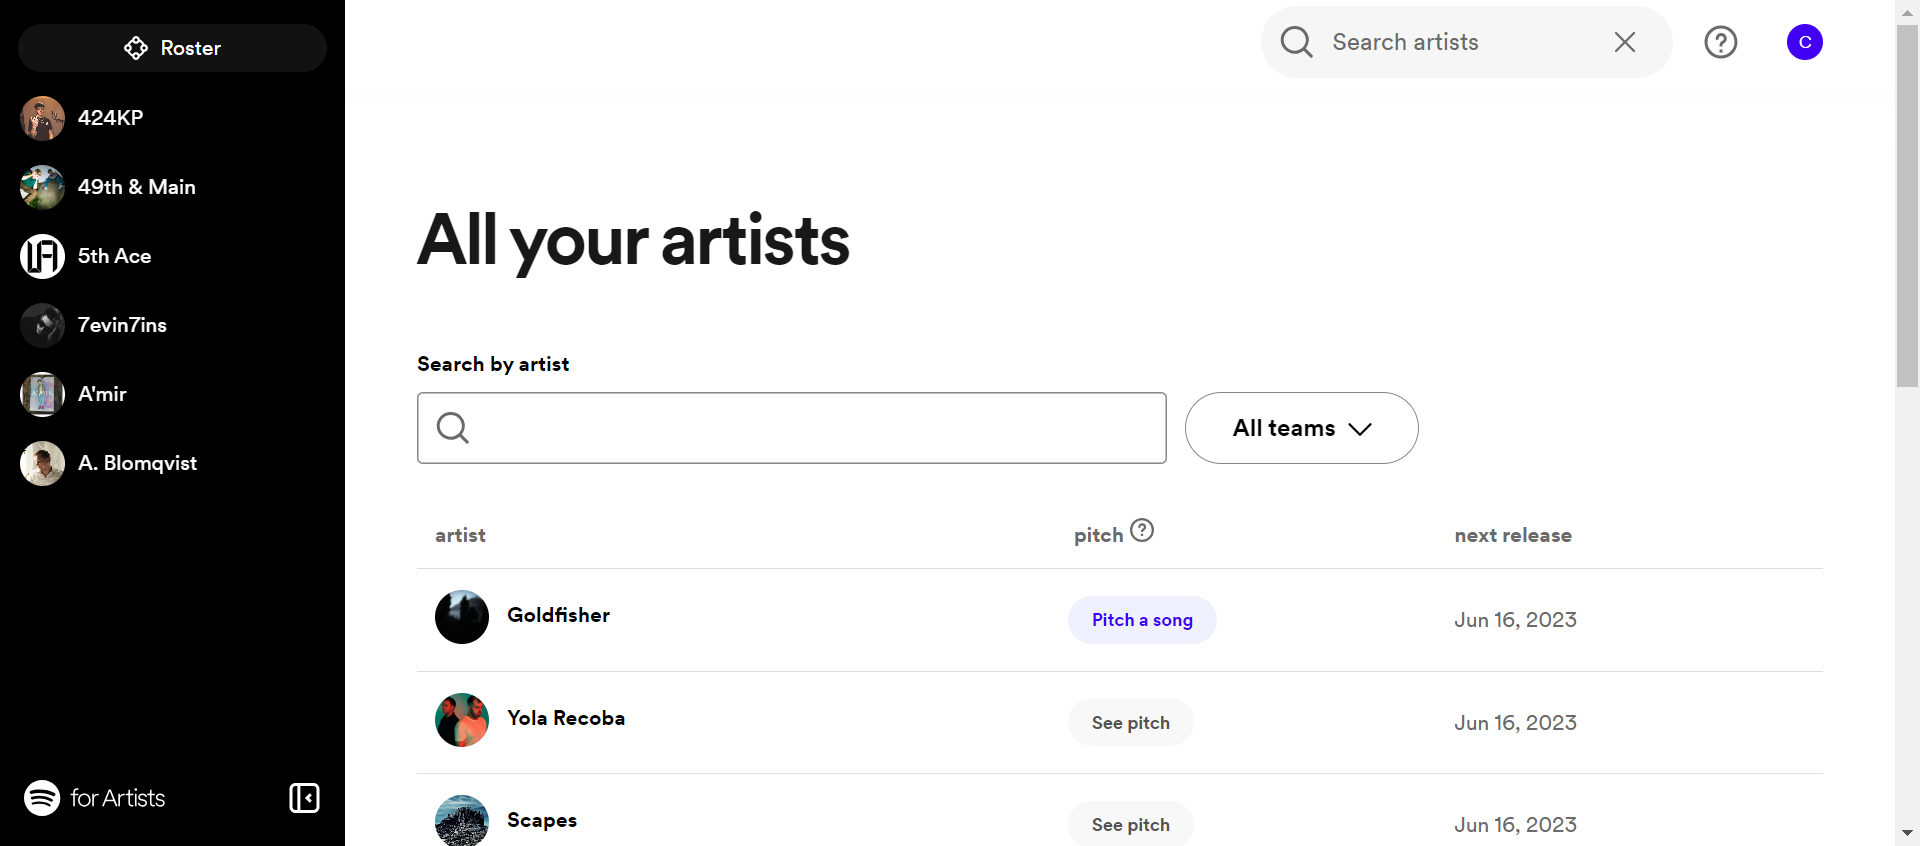 Roster
424KP
49th & Main
5th Ace
7evin7ins
A'mir
A. Blomqvist
for Artists
Search artists
C
All your artists
Search by artist
All teams
artist
pitch
next release
Goldfisher
Pitch a song
Jun 16, 2023
Yola Recoba
See pitch
Jun 16, 2023
Scapes
See pitch
Jun 16, 2023